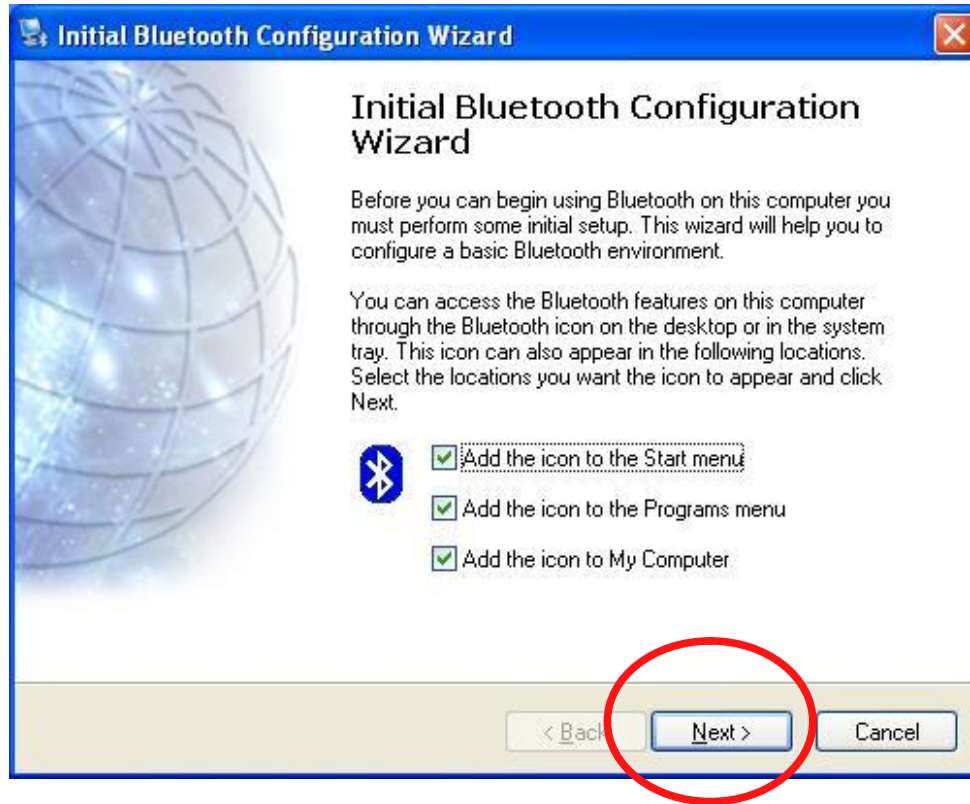 Initial Bluetooth Configuration Wizard
Initial Bluetooth Configuration
Wizard
Before you can begin using Bluetooth on this computer you
must perform some initial setup. This wizard will help you to
configure a basic Bluetooth environment.
You can access the Bluetooth features on this computer
through the Bluetooth icon on the desktop or in the system
tray. This icon can also appear in the following locations.
Select the locations you want the icon to appear and click
Next.
Add the icon to the Start menu
Add the icon to the Programs menu
Add the icon to My Computer
< Back Next > Cancel